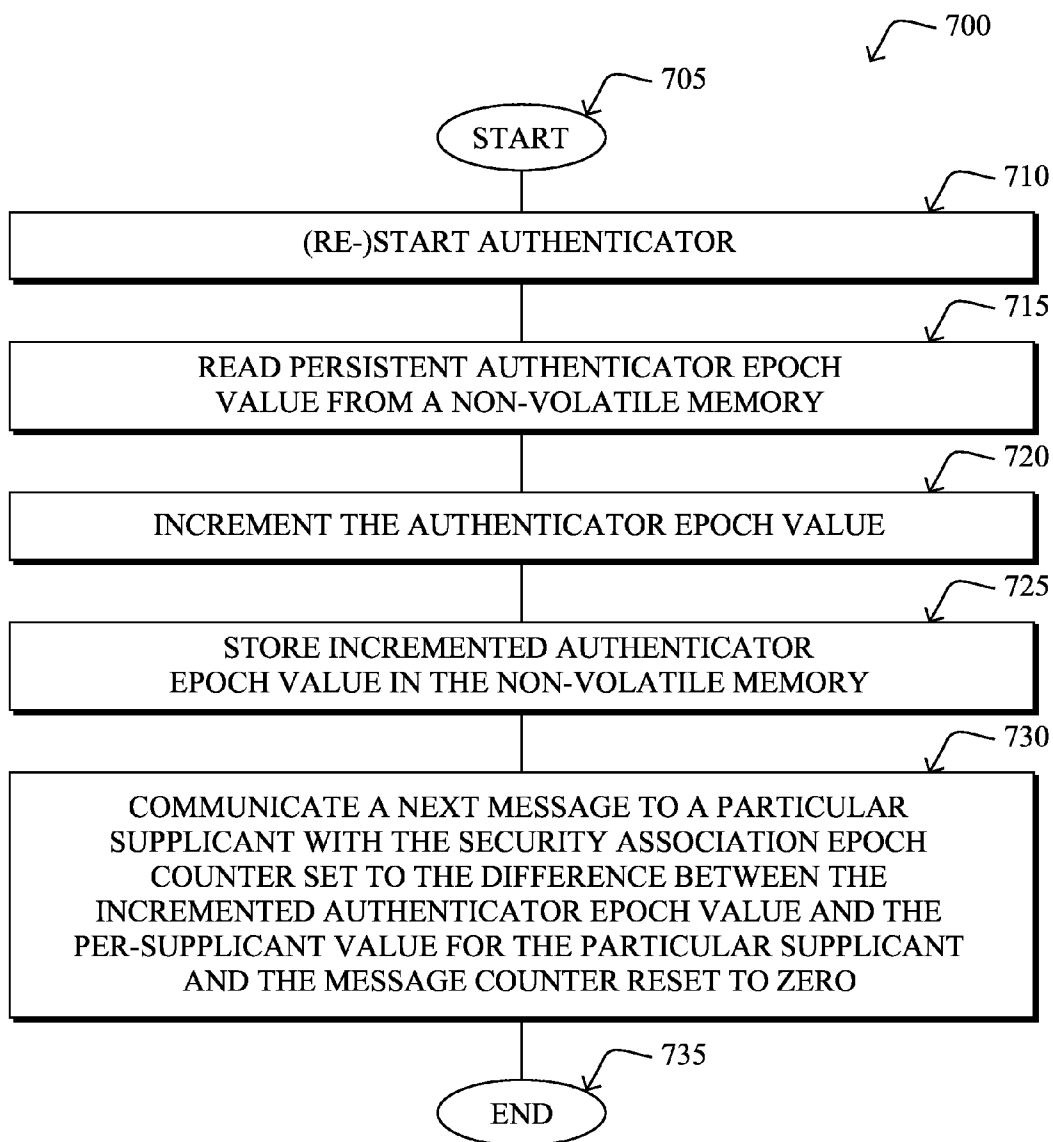 700
705
START
710
(RE-)START AUTHENTICATOR
715
READ PERSISTENT AUTHENTICATOR EPOCH
VALUE FROM A NON-VOLATILE MEMORY
720
INCREMENT THE AUTHENTICATOR EPOCH VALUE
725
STORE INCREMENTED AUTHENTICATOR
EPOCH VALUE IN THE NON-VOLATILE MEMORY
730
COMMUNICATE A NEXT MESSAGE TO A PARTICULAR
SUPPLICANT WITH THE SECURITY ASSOCIATION EPOCH
COUNTER SET TO THE DIFFERENCE BETWEEN THE
INCREMENTED AUTHENTICATOR EPOCH VALUE AND THE
PER-SUPPLICANT VALUE FOR THE PARTICULAR SUPPLICANT
AND THE MESSAGE COUNTER RESET TO ZERO
735
END